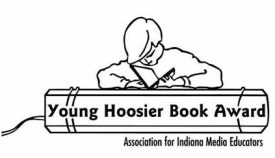 Young Hoosier Book Award
Association for Indiana Media Educators